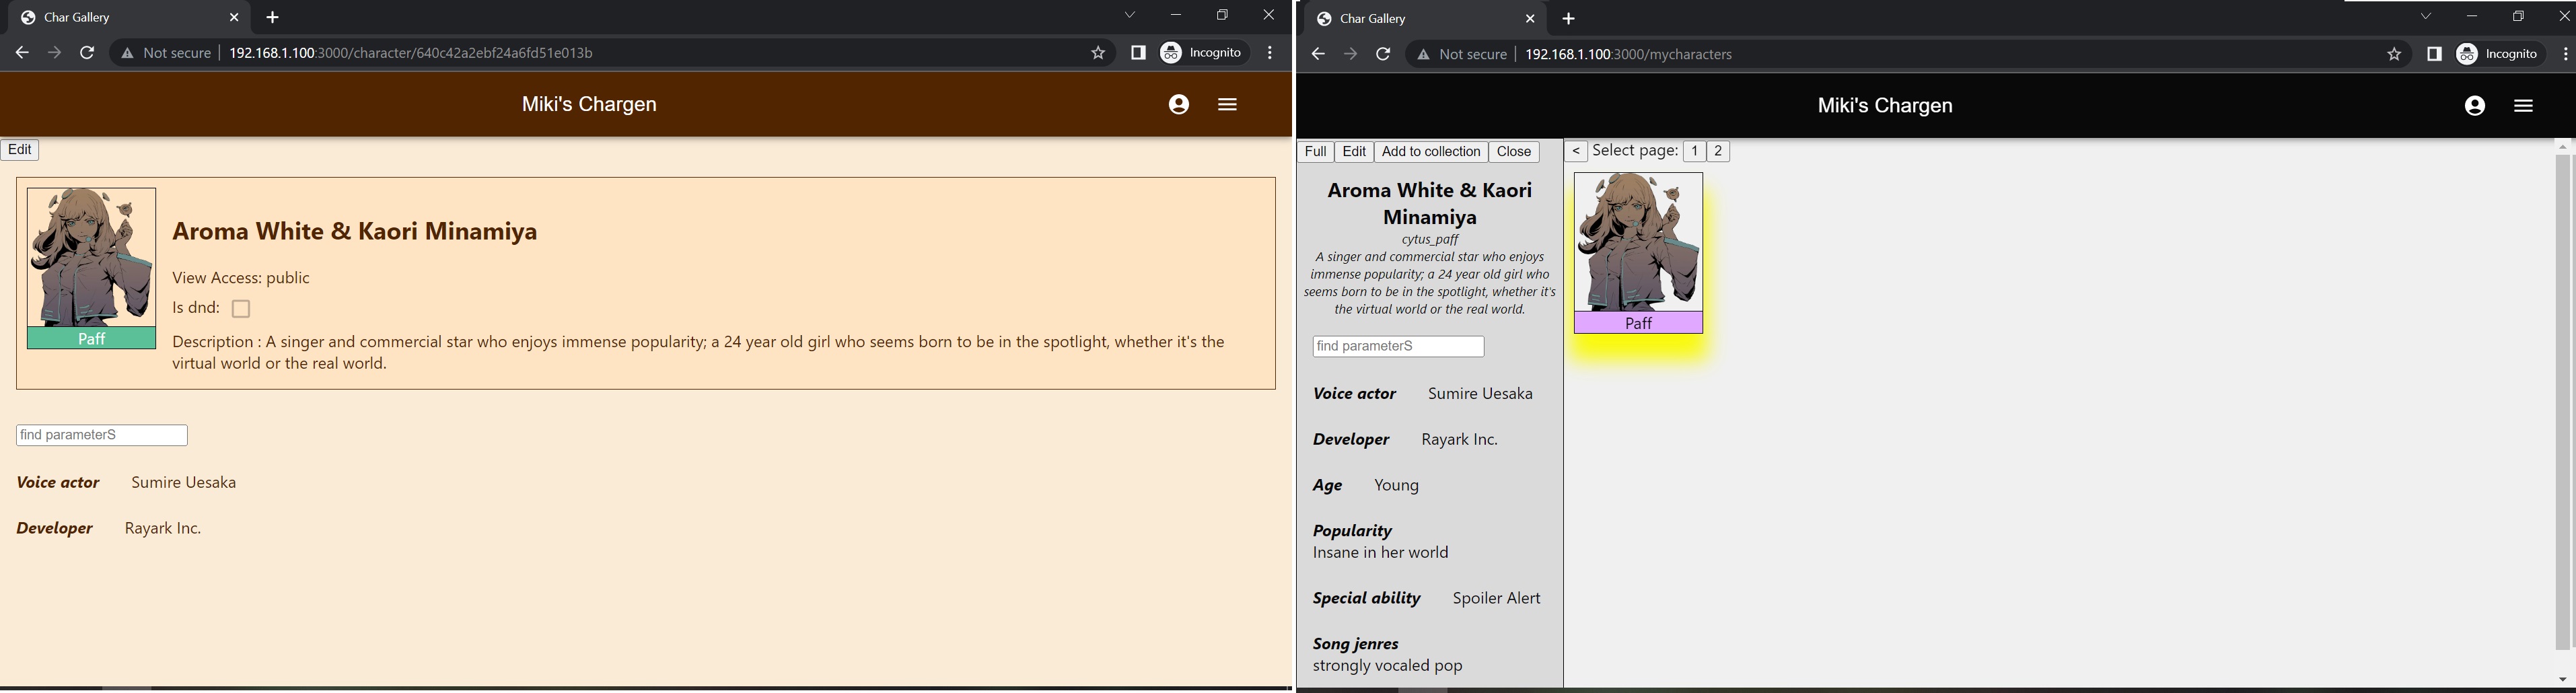 Char Gallery
Not secure 192.168.1.100:3000/character/640c42a2ebf24a6fd51e013b
Incognito
Miki's Chargen
Edit
Aroma White & Kaori Minamiya
View Access: public
Is dnd:
Paff
Description : A singer and commercial star who enjoys immense popularity; a 24 year old girl who seems born to be in the spotlight, whether it's the
virtual world or the real world.
find parameterS
Voice actor Sumire Uesaka
Developer Rayark Inc.
Char Gallery
Not secure 192.168.1.100:3000/mycharacters
Incognito
Miki's Chargen
Full Edit Add to collection Close
Aroma White & Kaori
Minamiya
cytus_paff
A singer and commercial star who enjoys
immense popularity; a 24 year old girl who
seems born to be in the spotlight, whether it's
the virtual world or the real world.
find parameterS
Voice actor Sumire Uesaka
Developer Rayark Inc.
Age Young
Popularity
Insane in her world
Special ability Spoiler Alert
Song jenres
strongly vocaled pop
< Select page: 1 2
Paff